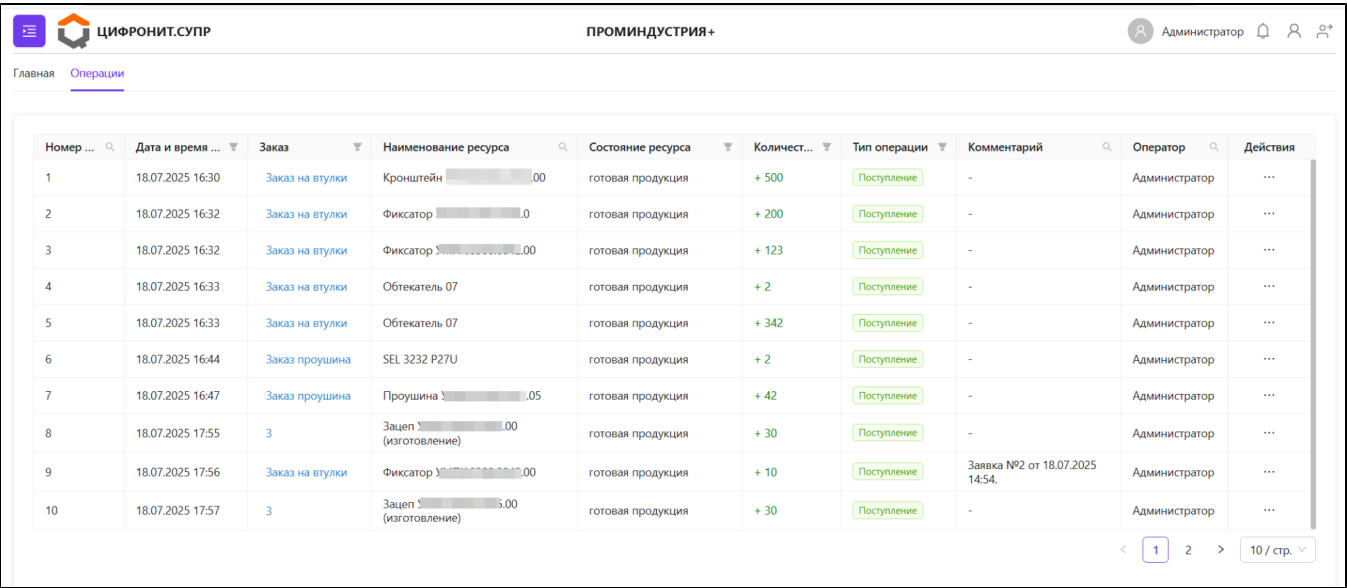 ЦИФРОНИТ.СУПР ПРОМИНДУСТРИЯ+ Администратор
Главная Операции
Номер ... Дата и время ... Заказ Наименование ресурса Состояние ресурса Количест... Тип операции Комментарий Оператор Действия
1 18.07.2025 16:30 Заказ на втулки Кронштейн .00 готовая продукция + 500 Поступление - Администратор ...
2 18.07.2025 16:32 Заказ на втулки Фиксатор .0 готовая продукция + 200 Поступление - Администратор ...
3 18.07.2025 16:32 Заказ на втулки Фиксатор .00 готовая продукция + 123 Поступление - Администратор ...
4 18.07.2025 16:33 Заказ на втулки Обтекатель 07 готовая продукция + 2 Поступление - Администратор ...
5 18.07.2025 16:33 Заказ на втулки Обтекатель 07 готовая продукция + 342 Поступление - Администратор ...
6 18.07.2025 16:44 Заказ проушина SEL 3232 P27U готовая продукция + 2 Поступление - Администратор ...
7 18.07.2025 16:47 Заказ проушина Проушина .05 готовая продукция + 42 Поступление - Администратор ...
8 18.07.2025 17:55 3 Зацеп .00 готовая продукция + 30 Поступление - Администратор ...
(изготовление)
9 18.07.2025 17:56 Заказ на втулки Фиксатор .00 готовая продукция + 10 Поступление Заявка №2 от 18.07.2025 Администратор ...
14:54.
10 18.07.2025 17:57 3 Зацеп .00 готовая продукция + 30 Поступление - Администратор ...
(изготовление)
< 1 2 > 10 / стр.